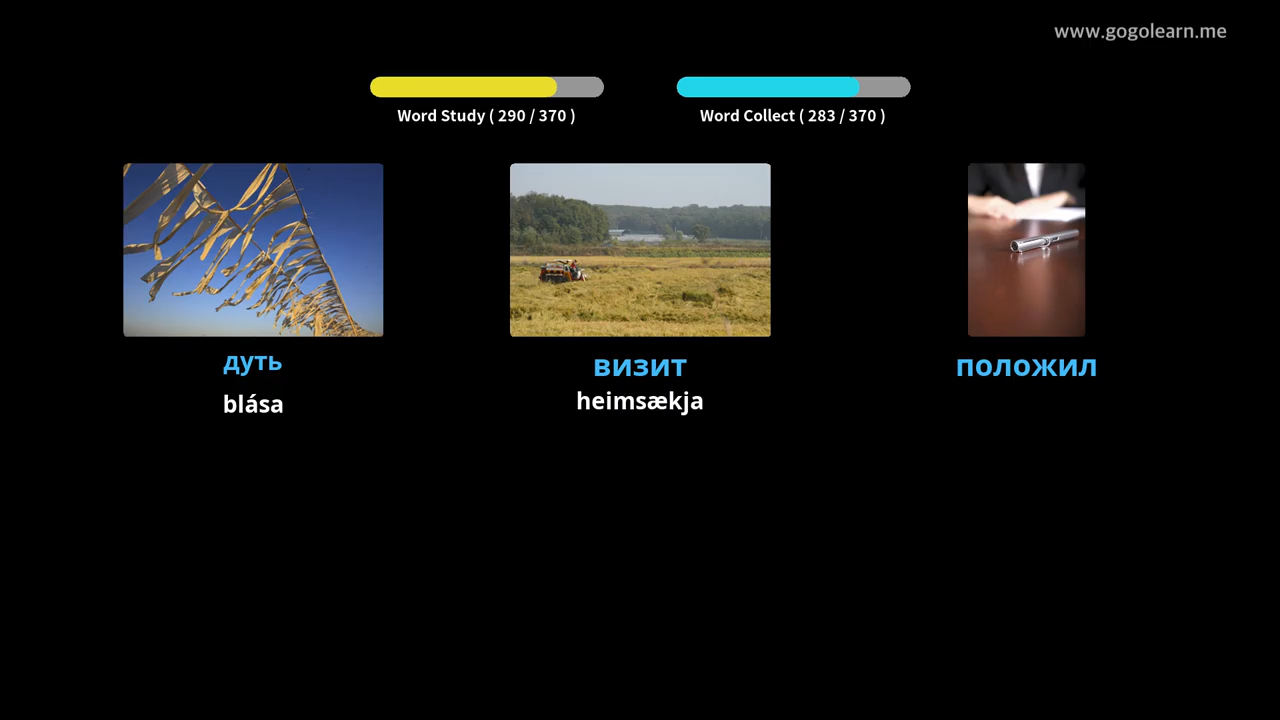 www.gogolearn.me
Word Study ( 290 / 370 )
Word Collect ( 283 / 370 )
дуть
blása
визит
heimsækja
положил